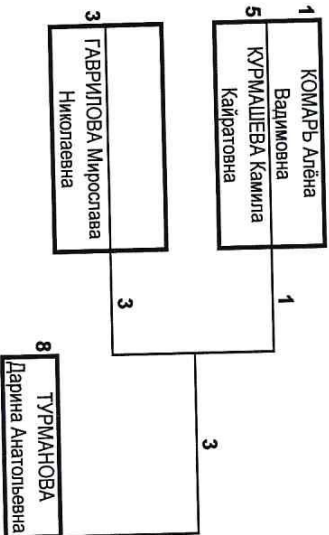 1
КОМАРЬ Алёна
Вадимовна
5
КУРМАШЕВА Камила
Кайратовна
1
3
ГАВРИЛОВА Мирослава
Николаевна
3
3
8
ТУРМАНОВА
Дарина Анатольевна